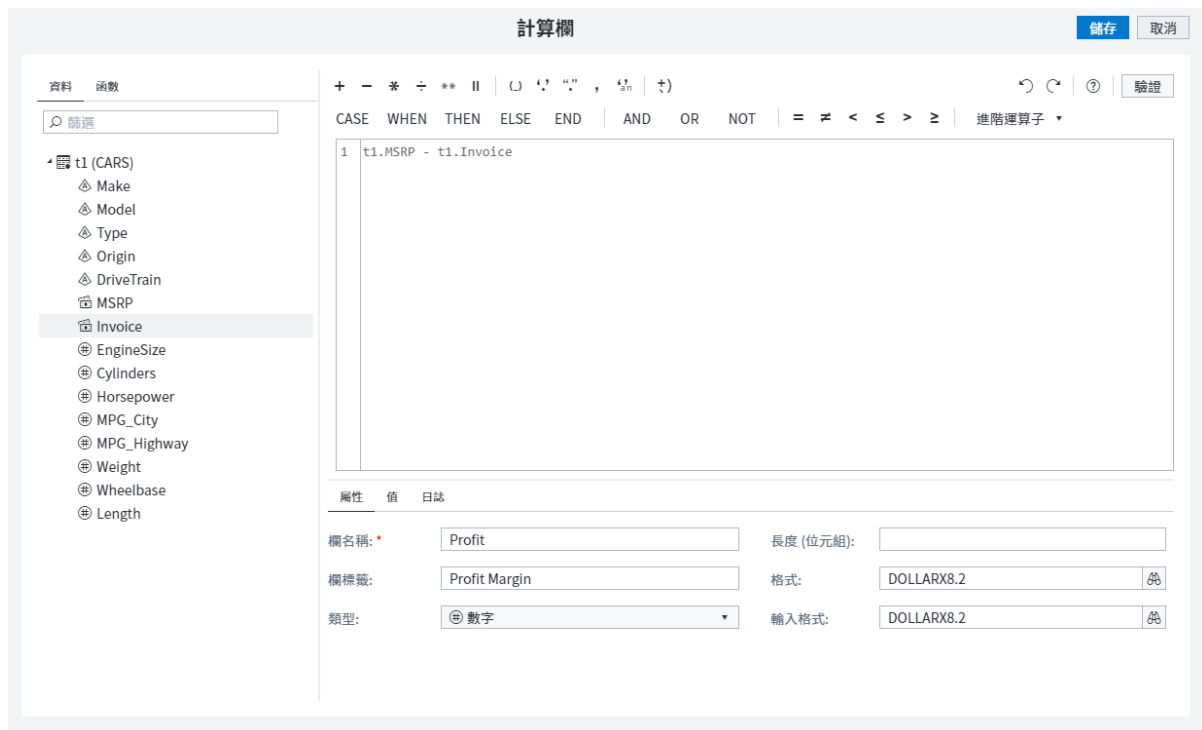 計算欄
儲存
取消
資料
函數
篩選
t1 (CARS)
Make
Model
Type
Origin
DriveTrain
MSRP
Invoice
EngineSize
Cylinders
Horsepower
MPG_City
MPG_Highway
Weight
Wheelbase
Length
+ − * ÷ ** ||
驗證
CASE WHEN THEN ELSE END AND OR NOT = ≠ < ≤ > ≥ 進階運算子
1 t1.MSRP - t1.Invoice
屬性 值 日誌
欄名稱: * Profit 長度 (位元組):
欄標籤: Profit Margin 格式: DOLLARX8.2
類型: 數字 輸入格式: DOLLARX8.2